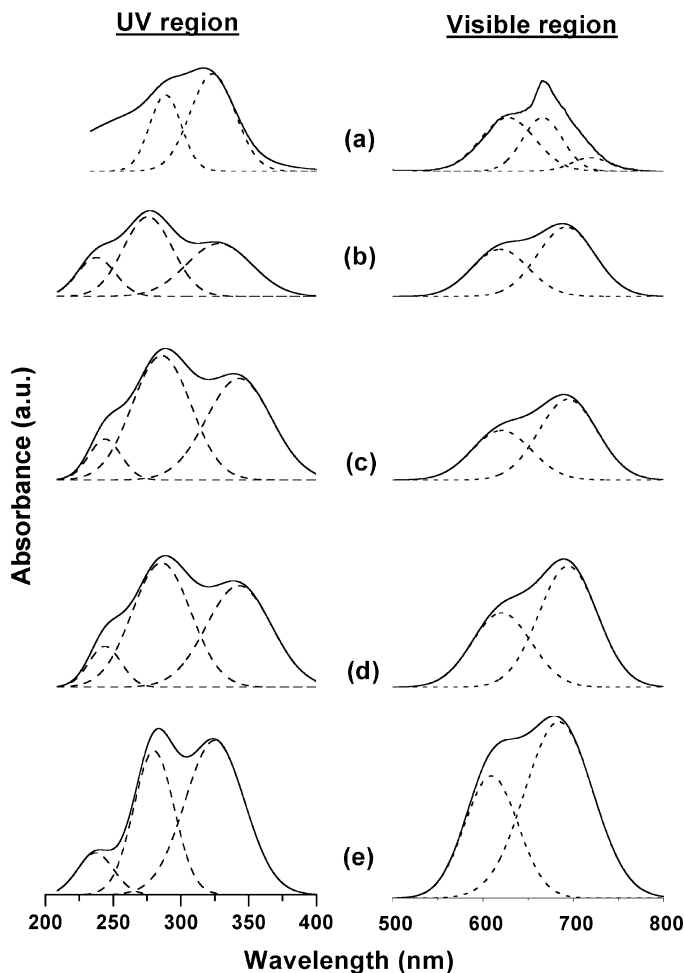 UV region
Visible region
(a)
(b)
(c)
(d)
(e)
Absorbance (a.u.)
200 250 300 350 400
500 600 700 800
Wavelength (nm)